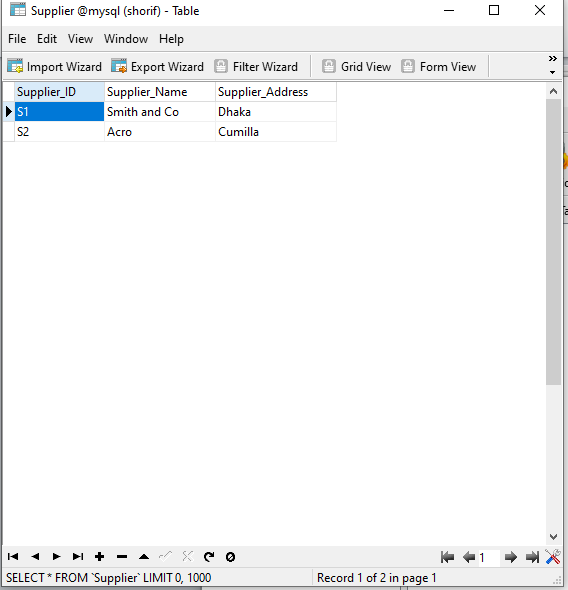 Supplier @mysql (shorif) - Table
File Edit View Window Help
Import Wizard Export Wizard Filter Wizard Grid View Form View
Supplier_ID Supplier_Name Supplier_Address
S1 Smith and Co Dhaka
S2 Acro Cumilla
1
SELECT * FROM `Supplier` LIMIT 0, 1000 Record 1 of 2 in page 1